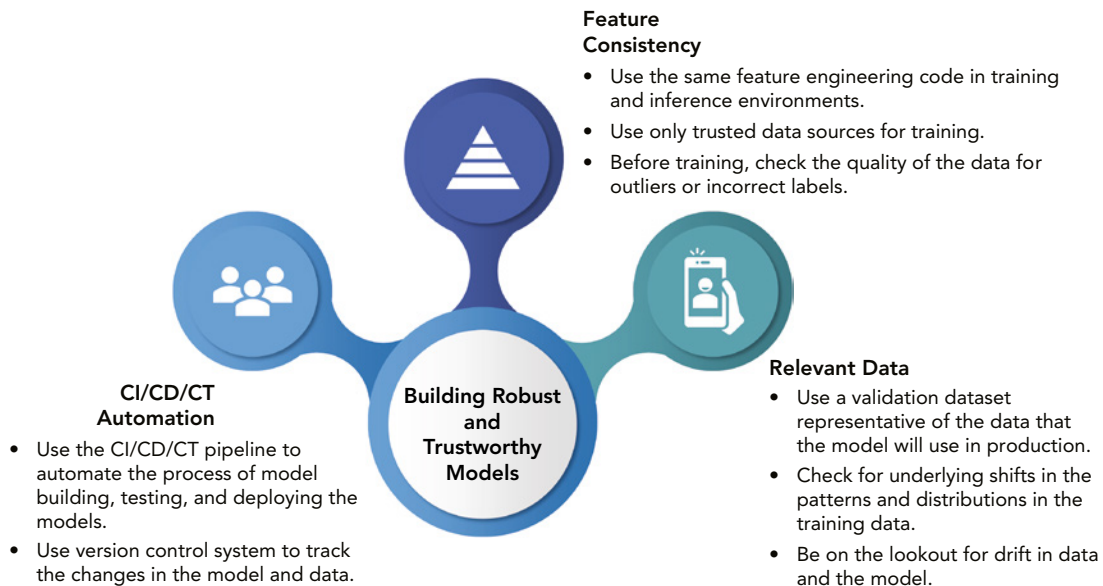 Feature
Consistency
• Use the same feature engineering code in training
and inference environments.
• Use only trusted data sources for training.
• Before training, check the quality of the data for
outliers or incorrect labels.
CI/CD/CT
Automation
• Use the CI/CD/CT pipeline to
automate the process of model
building, testing, and deploying the
models.
• Use version control system to track
the changes in the model and data.
Building Robust
and
Trustworthy
Models
Relevant Data
• Use a validation dataset
representative of the data that
the model will use in production.
• Check for underlying shifts in the
patterns and distributions in the
training data.
• Be on the lookout for drift in data
and the model.